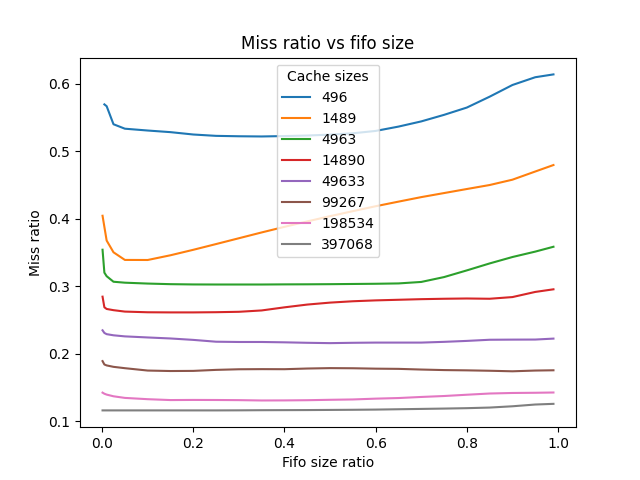 Miss ratio vs fifo size
Cache sizes
496
1489
4963
14890
49633
99267
198534
397068
Miss ratio
0.6
0.5
0.4
0.3
0.2
0.1
0.0 0.2 0.4 0.6 0.8 1.0
Fifo size ratio